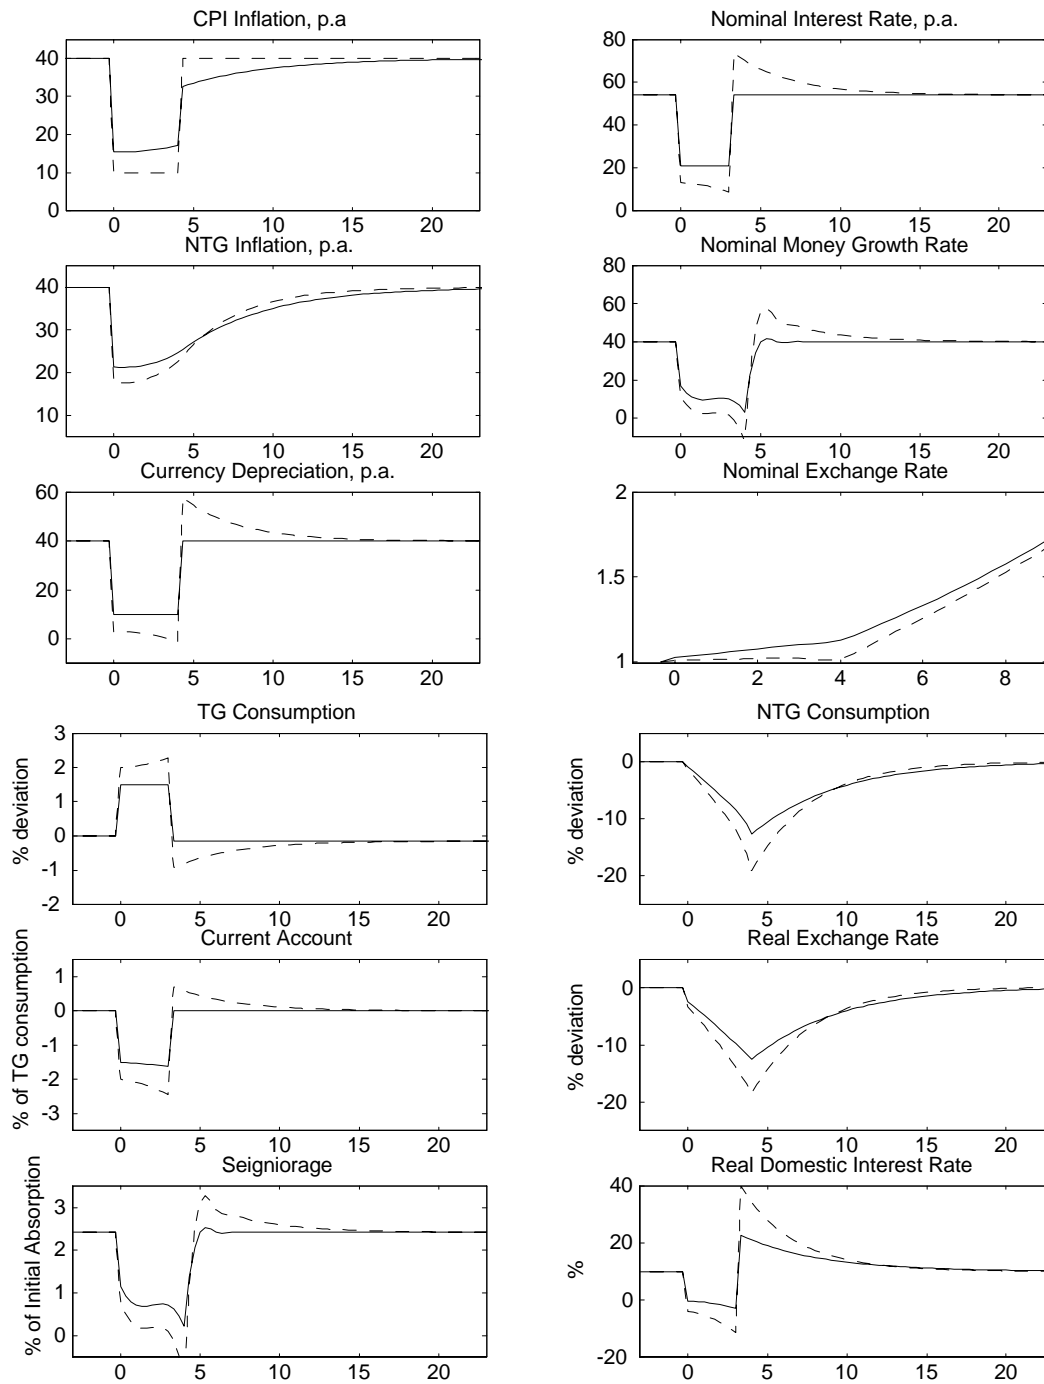 CPI Inflation, p.a
40
30
20
10
0
0 5 10 15 20
Nominal Interest Rate, p.a.
80
60
40
20
0
0 5 10 15 20
NTG Inflation, p.a.
40
30
20
10
0 5 10 15 20
Nominal Money Growth Rate
80
60
40
20
0
0 5 10 15 20
Currency Depreciation, p.a.
60
40
20
0
0 5 10 15 20
Nominal Exchange Rate
2
1.5
1
0 2 4 6 8
TG Consumption
% deviation
3
2
1
0
-1
-2
0 5 10 15 20
NTG Consumption
% deviation
0
-10
-20
0 5 10 15 20
Current Account
% of TG consumption
1
0
-1
-2
-3
0 5 10 15 20
Real Exchange Rate
% deviation
0
-10
-20
0 5 10 15 20
Seigniorage
% of Initial Absorption
3
2
1
0
0 5 10 15 20
Real Domestic Interest Rate
%
40
20
0
-20
0 5 10 15 20